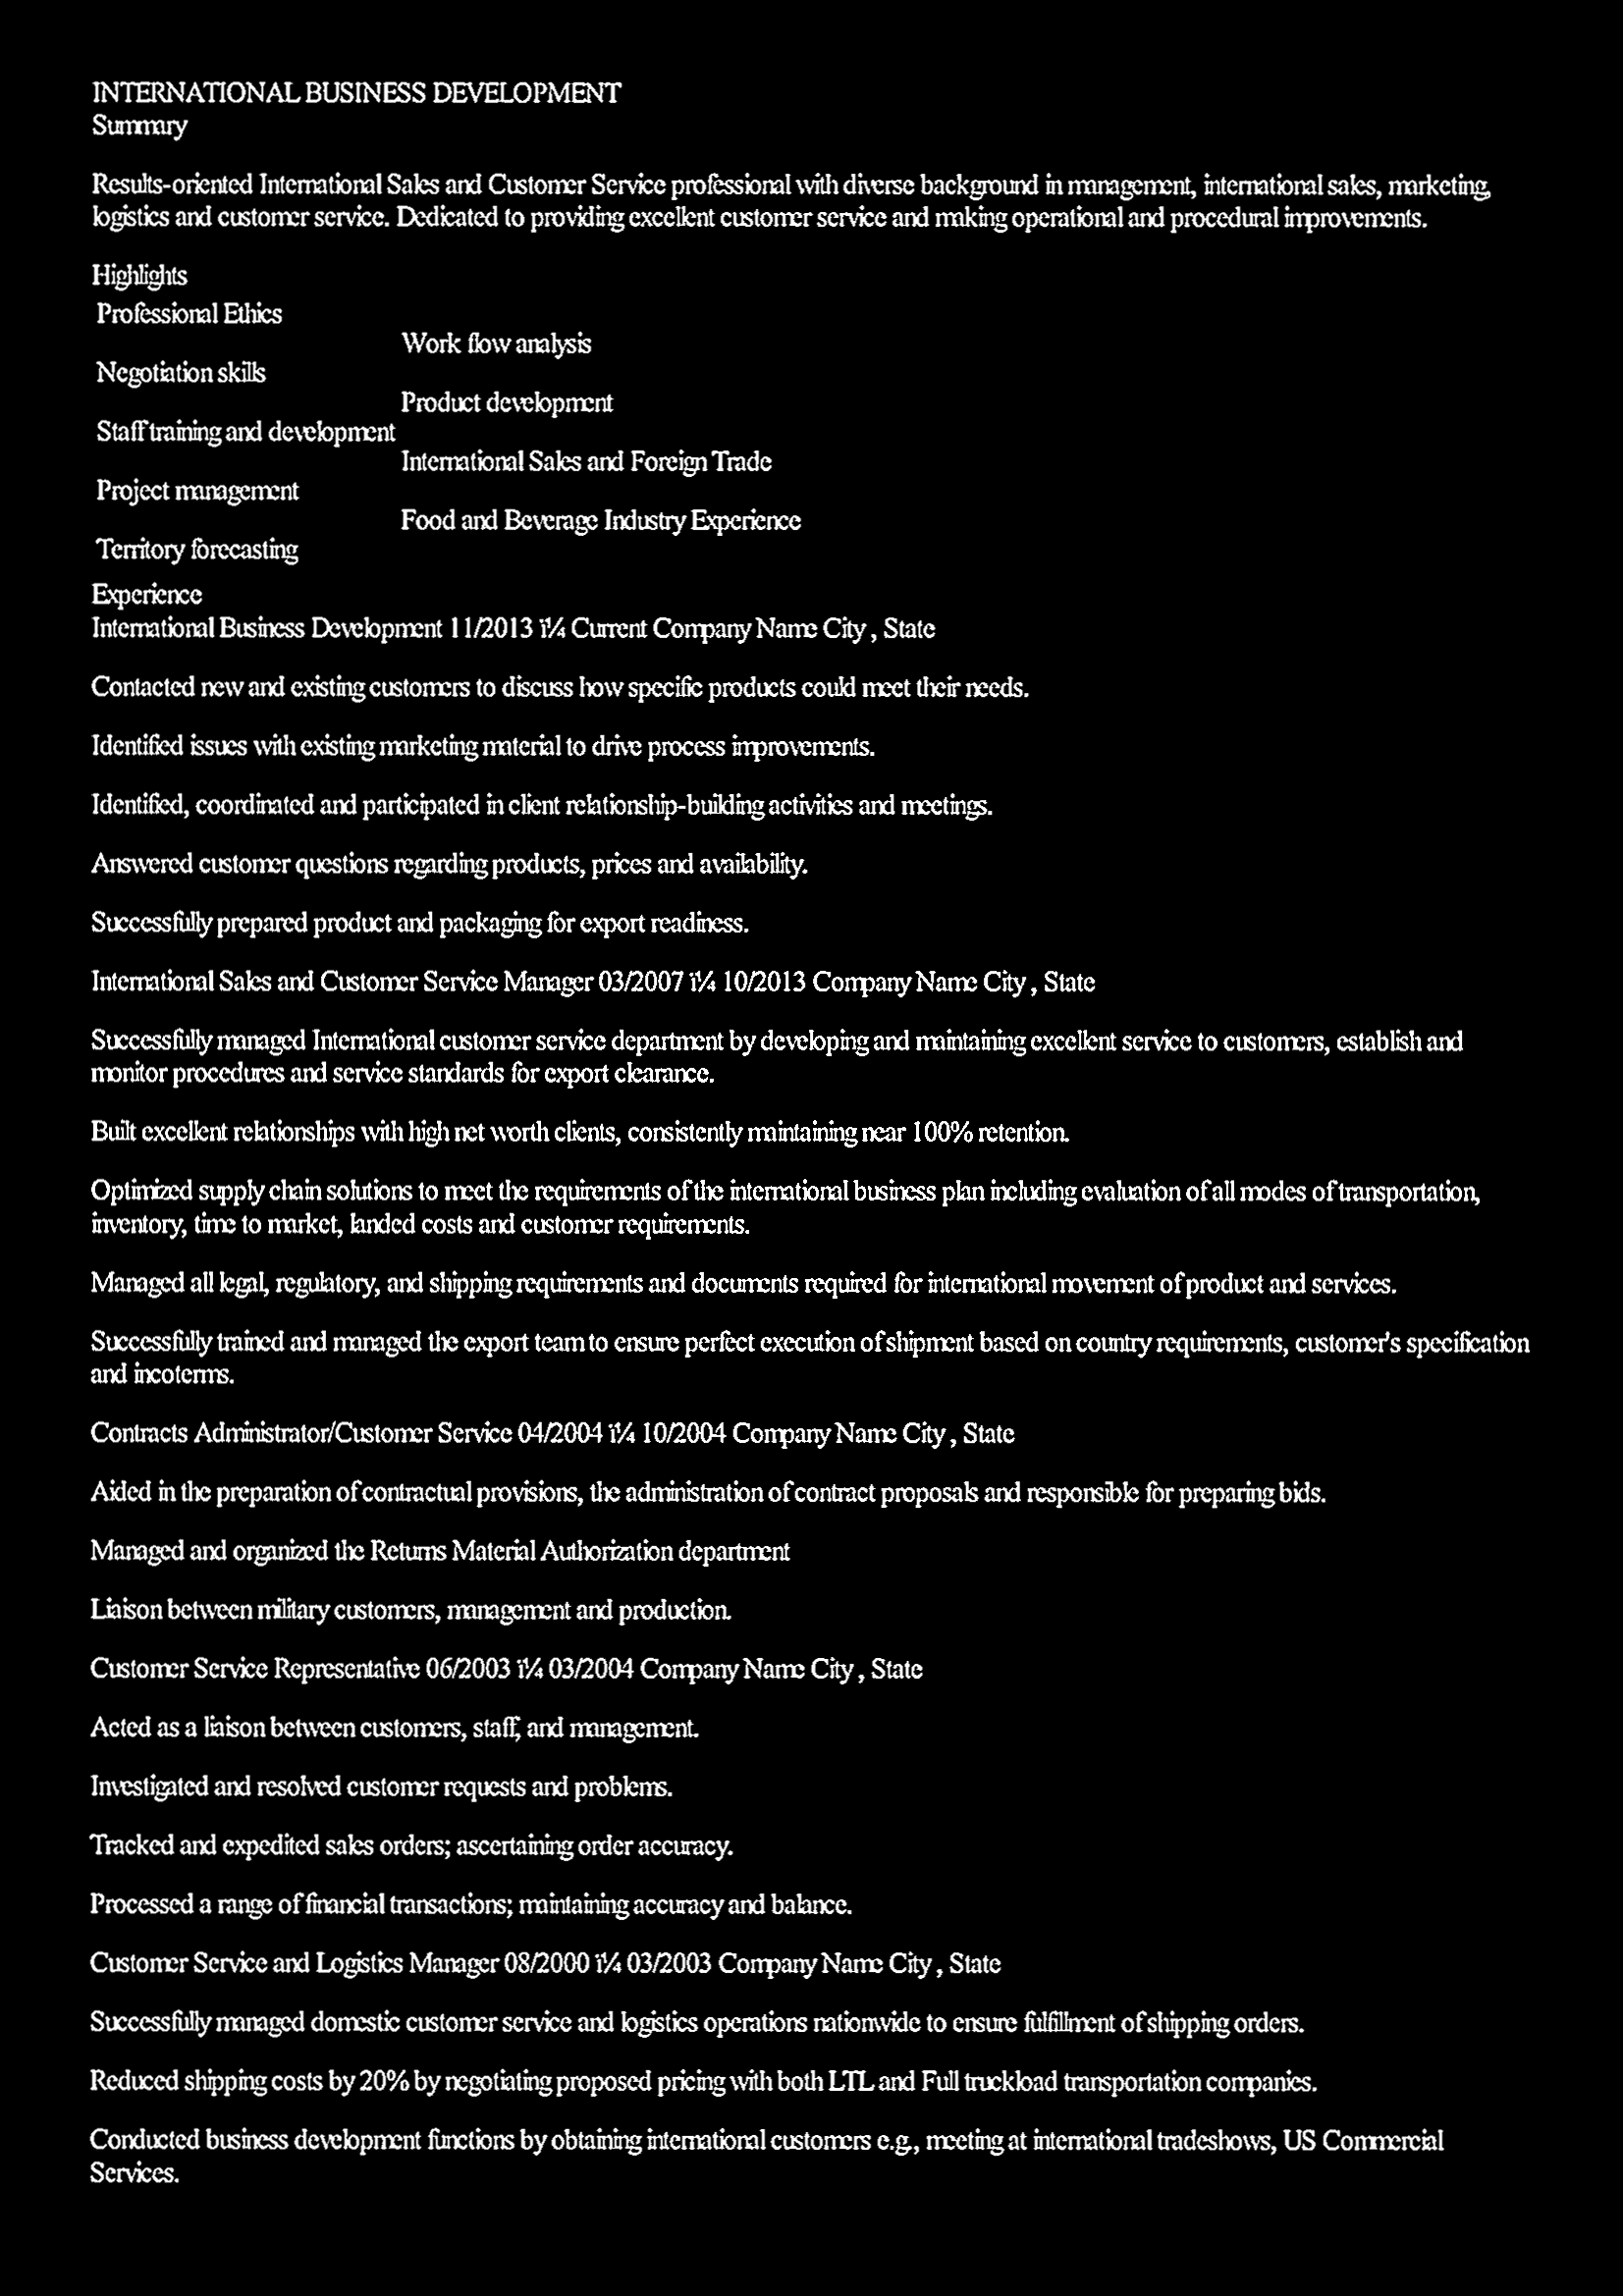 INTERNATIONAL BUSINESS DEVELOPMENT
Summary
Results-oriented International Sales and Customer Service professional with diverse background in management, international sales, marketing,
logistics and customer service. Dedicated to providing excellent customer service and making operational and procedural improvements.
Highlights
Professional Ethics
Work flow analysis
Negotiation skills
Product development
Staff training and development
International Sales and Foreign Trade
Project management
Food and Beverage Industry Experience
Territory forecasting
Experience
International Business Development 11/2013 ï¼ Current Company Name City , State
Contacted new and existing customers to discuss how specific products could meet their needs.
Identified issues with existing marketing material to drive process improvements.
Identified, coordinated and participated in client relationship-building activities and meetings.
Answered customer questions regarding products, prices and availability.
Successfully prepared product and packaging for export readiness.
International Sales and Customer Service Manager 03/2007 ï¼ 10/2013 Company Name City , State
Successfully managed International customer service department by developing and maintaining excellent service to customers, establish and
monitor procedures and service standards for export clearance.
Built excellent relationships with high net worth clients, consistently maintaining near 100% retention.
Optimized supply chain solutions to meet the requirements of the international business plan including evaluation of all modes of transportation,
inventory, time to market, landed costs and customer requirements.
Managed all legal, regulatory, and shipping requirements and documents required for international movement of product and services.
Successfully trained and managed the export team to ensure perfect execution of shipment based on country requirements, customer's specification
and incoterms.
Contracts Administrator/Customer Service 04/2004 ï¼ 10/2004 Company Name City , State
Aided in the preparation of contractual provisions, the administration of contract proposals and responsible for preparing bids.
Managed and organized the Returns Material Authorization department
Liaison between military customers, management and production.
Customer Service Representative 06/2003 ï¼ 03/2004 Company Name City , State
Acted as a liaison between customers, staff, and management.
Investigated and resolved customer requests and problems.
Tracked and expedited sales orders; ascertaining order accuracy.
Processed a range of financial transactions; maintaining accuracy and balance.
Customer Service and Logistics Manager 08/2000 ï¼ 03/2003 Company Name City , State
Successfully managed domestic customer service and logistics operations nationwide to ensure fulfillment of shipping orders.
Reduced shipping costs by 20% by negotiating proposed pricing with both LTL and Full truckload transportation companies.
Conducted business development functions by obtaining international customers e.g., meeting at international tradeshows, US Commercial
Services.